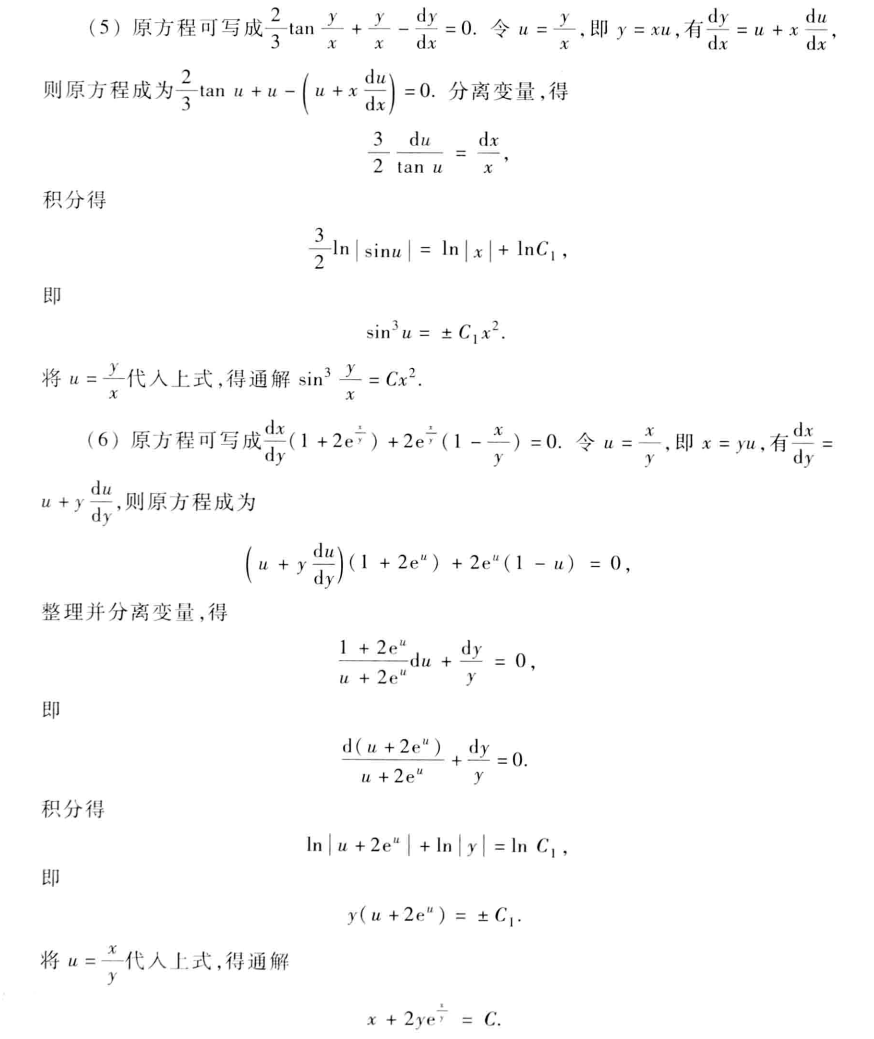 (5) 原方程可写成 \frac{2}{3}\tan\frac{y}{x}+\frac{y}{x}-\frac{dy}{dx}=0. 令 u=\frac{y}{x},即 y=xu,有 \frac{dy}{dx}=u+x\frac{du}{dx},
则原方程成为 \frac{2}{3}\tan u+u-\left(u+x\frac{du}{dx}\right)=0. 分离变量,得
\frac{3}{2}\frac{du}{\tan u}=\frac{dx}{x},
积分得
\frac{3}{2}\ln|\sin u|=\ln|x|+\ln C_1,
即
\sin^3 u=\pm C_1x^2.
将 u=\frac{y}{x} 代入上式,得通解 \sin^3\frac{y}{x}=Cx^2.
(6) 原方程可写成 \frac{dx}{dy}(1+2e^{\frac{x}{y}})+2e^{\frac{x}{y}}(1-\frac{x}{y})=0. 令 u=\frac{x}{y},即 x=yu,有 \frac{dx}{dy}=
u+y\frac{du}{dy},则原方程成为
\left(u+y\frac{du}{dy}\right)(1+2e^u)+2e^u(1-u)=0,
整理并分离变量,得
\frac{1+2e^u}{u+2e^u}du+\frac{dy}{y}=0,
即
\frac{d(u+2e^u)}{u+2e^u}+\frac{dy}{y}=0.
积分得
\ln|u+2e^u|+\ln|y|=\ln C_1,
即
y(u+2e^u)=\pm C_1.
将 u=\frac{x}{y} 代入上式,得通解
x+2ye^{\frac{x}{y}}=C.